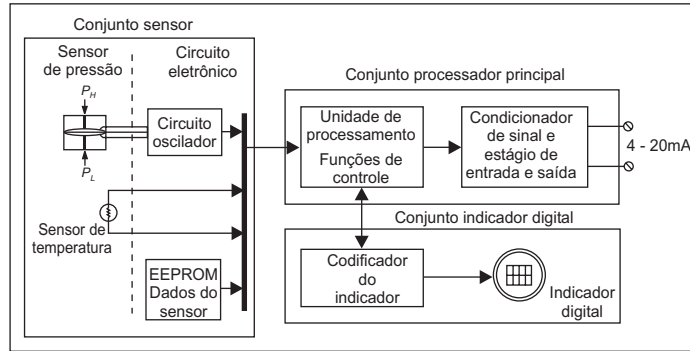 Conjunto sensor
Sensor
de pressão
Circuito
eletrônico
P_H
P_L
Circuito
oscilador
Sensor de
temperatura
EEPROM
Dados do
sensor
Conjunto processador principal
Unidade de
processamento
Funções de
controle
Condicionador
de sinal e
estágio de
entrada e saída
4 - 20mA
Conjunto indicador digital
Codificador
do
indicador
Indicador
digital